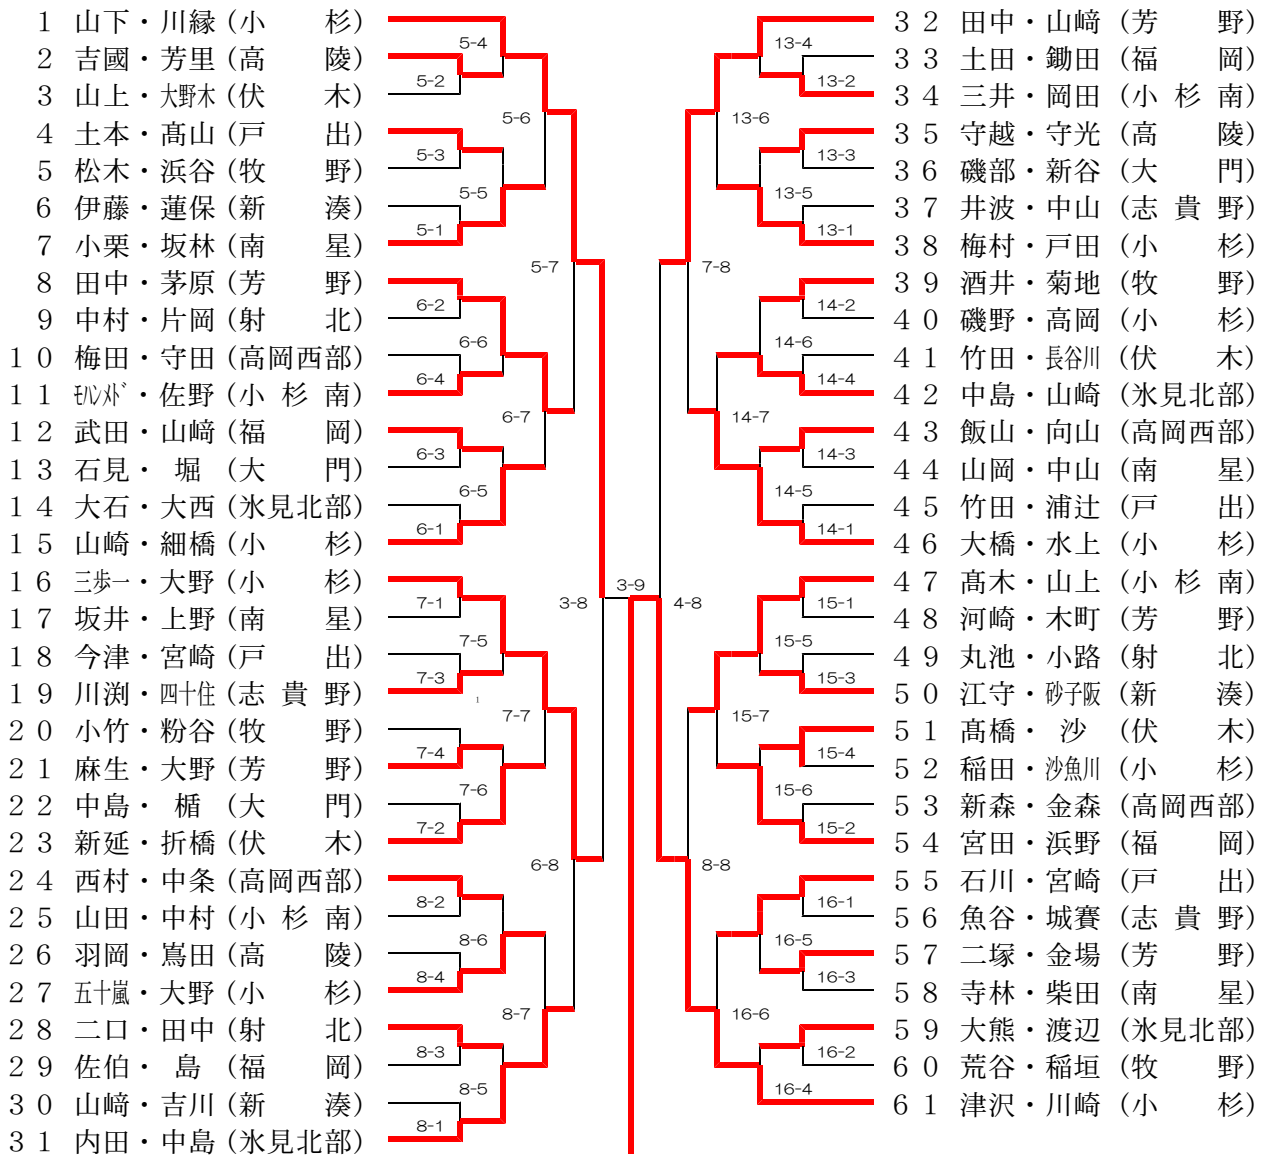 1 山下・川縁 (小 杉)
2 吉國・芳里 (高 陵)
3 山上・大野木 (伏 木)
4 土本・髙山 (戸 出)
5 松木・浜谷 (牧 野)
6 伊藤・蓮保 (新 湊)
7 小栗・坂林 (南 星)
8 田中・茅原 (芳 野)
9 中村・片岡 (射 北)
10 梅田・守田 (高岡西部)
11 ・佐野 (小 杉 南)
12 武田・山﨑 (福 岡)
13 石見・ 堀 (大 門)
14 大石・大西 (氷見北部)
15 山崎・細橋 (小 杉)
16 三歩一・大野 (小 杉)
17 坂井・上野 (南 星)
18 今津・宮崎 (戸 出)
19 川渕・四十住 (志 貴 野)
20 小竹・粉谷 (牧 野)
21 麻生・大野 (芳 野)
22 中島・ 楯 (大 門)
23 新延・折橋 (伏 木)
24 西村・中条 (高岡西部)
25 山田・中村 (小 杉 南)
26 羽岡・嶌田 (高 陵)
27 五十嵐・大野 (小 杉)
28 二口・田中 (射 北)
29 佐伯・ 島 (福 岡)
30 山﨑・吉川 (新 湊)
31 内田・中島 (氷見北部)
5-4
5-2
5-6
5-3
5-5
5-1
5-7
6-2
6-6
6-4
6-7
6-3
6-5
6-1
3-8
7-1
7-5
7-3
1
7-7
7-4
7-6
7-2
6-8
8-2
8-6
8-4
8-7
8-3
8-5
8-1
3-9
13-4
13-2
13-6
13-3
13-5
13-1
7-8
14-2
14-6
14-4
14-7
14-3
14-5
14-1
4-8
15-1
15-5
15-3
15-7
15-4
15-6
15-2
8-8
16-1
16-5
16-3
16-6
16-2
16-4
32 田中・山﨑 (芳 野)
33 土田・鋤田 (福 岡)
34 三井・岡田 (小 杉 南)
35 守越・守光 (高 陵)
36 磯部・新谷 (大 門)
37 井波・中山 (志 貴 野)
38 梅村・戸田 (小 杉)
39 酒井・菊地 (牧 野)
40 磯野・高岡 (小 杉)
41 竹田・長谷川 (伏 木)
42 中島・山崎 (氷見北部)
43 飯山・向山 (高岡西部)
44 山岡・中山 (南 星)
45 竹田・浦辻 (戸 出)
46 大橋・水上 (小 杉)
47 髙木・山上 (小 杉 南)
48 河崎・木町 (芳 野)
49 丸池・小路 (射 北)
50 江守・砂子阪 (新 湊)
51 髙橋・ 沙 (伏 木)
52 稲田・沙魚川 (小 杉)
53 新森・金森 (高岡西部)
54 宮田・浜野 (福 岡)
55 石川・宮崎 (戸 出)
56 魚谷・城賽 (志 貴 野)
57 二塚・金場 (芳 野)
58 寺林・柴田 (南 星)
59 大熊・渡辺 (氷見北部)
60 荒谷・稲垣 (牧 野)
61 津沢・川崎 (小 杉)